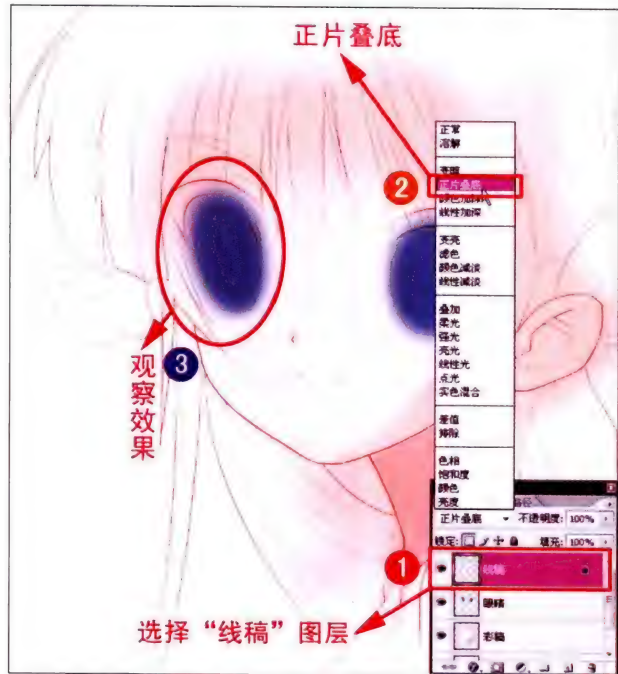 正片叠底
正常
溶解
变暗
正片叠底
颜色加深
线性加深
变亮
滤色
颜色减淡
线性减淡
叠加
柔光
强光
亮光
线性光
点光
实色混合
差值
排除
色相
饱和度
颜色
亮度
2
3
观察效果
路径
正片叠底 不透明度: 100%
锁定: 填充: 100%
1
线稿
眼睛
彩稿
选择“线稿”图层